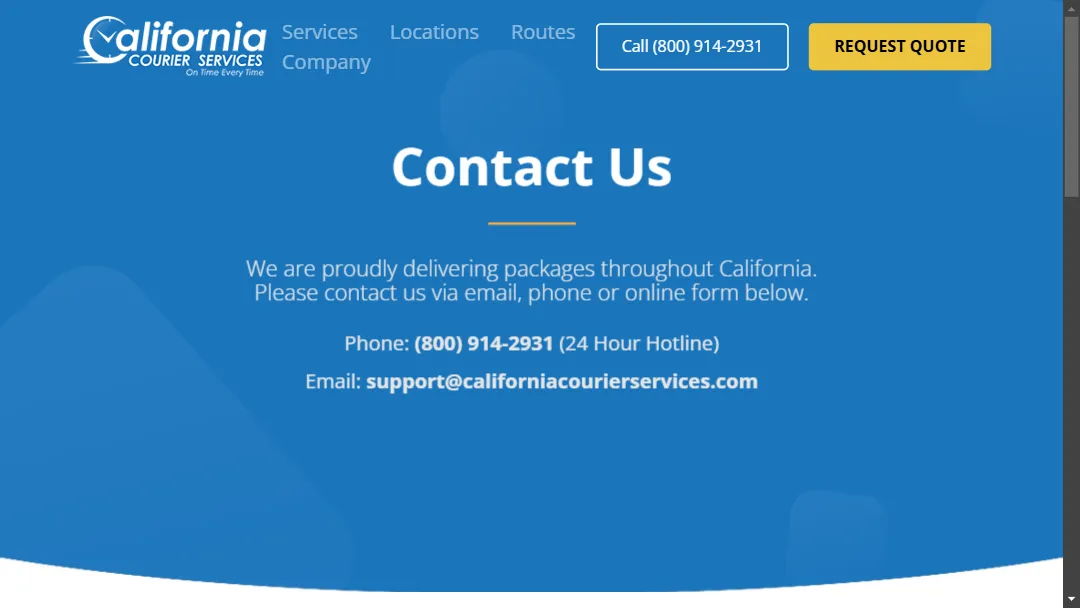 California
COURIER SERVICES
On Time Every Time
Services
Locations
Routes
Company
Call (800) 914-2931
REQUEST QUOTE
Contact Us
We are proudly delivering packages throughout California.
Please contact us via email, phone or online form below.
Phone: (800) 914-2931 (24 Hour Hotline)
Email: support@californiacourierservices.com